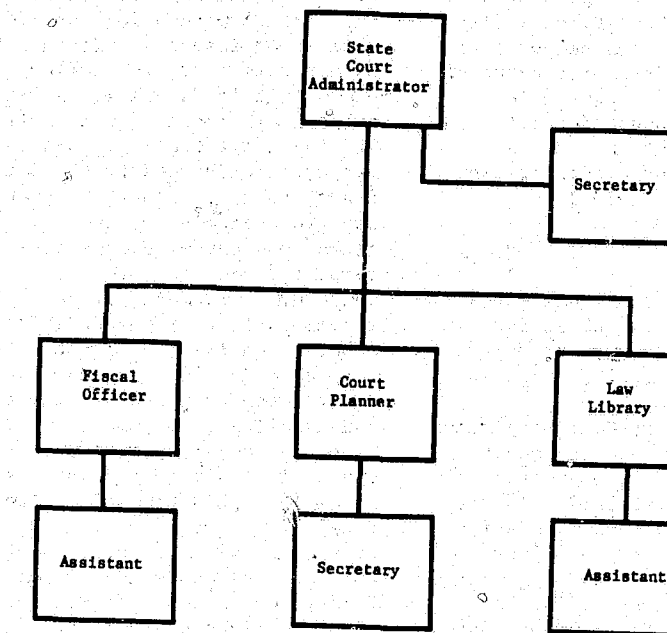 State
Court
Administrator
Secretary
Fiscal
Officer
Court
Planner
Law
Library
Assistant
Secretary
Assistant